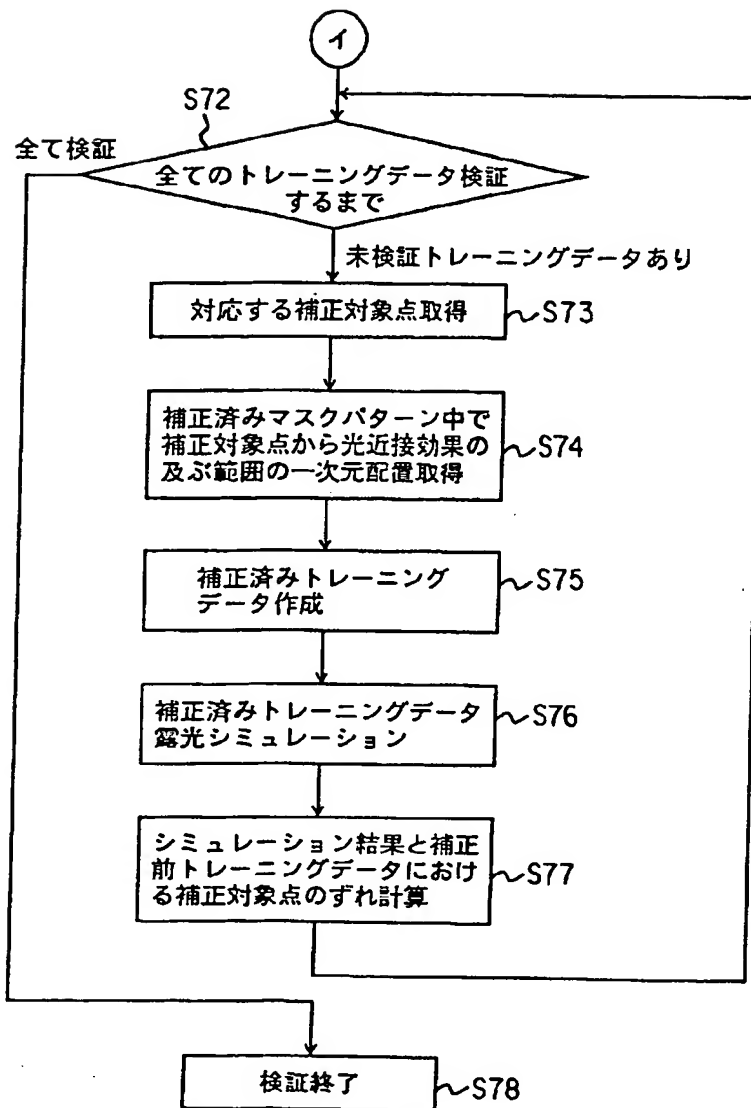 イ
S72
全て検証
全てのトレーニングデータ検証
するまで
未検証トレーニングデータあり
対応する補正対象点取得
S73
補正済みマスクパターン中で
補正対象点から光近接効果の
及ぶ範囲の一次元配置取得
S74
補正済みトレーニング
データ作成
S75
補正済みトレーニングデータ
露光シミュレーション
S76
シミュレーション結果と補正
前トレーニングデータにおけ
る補正対象点のずれ計算
S77
検証終了
S78